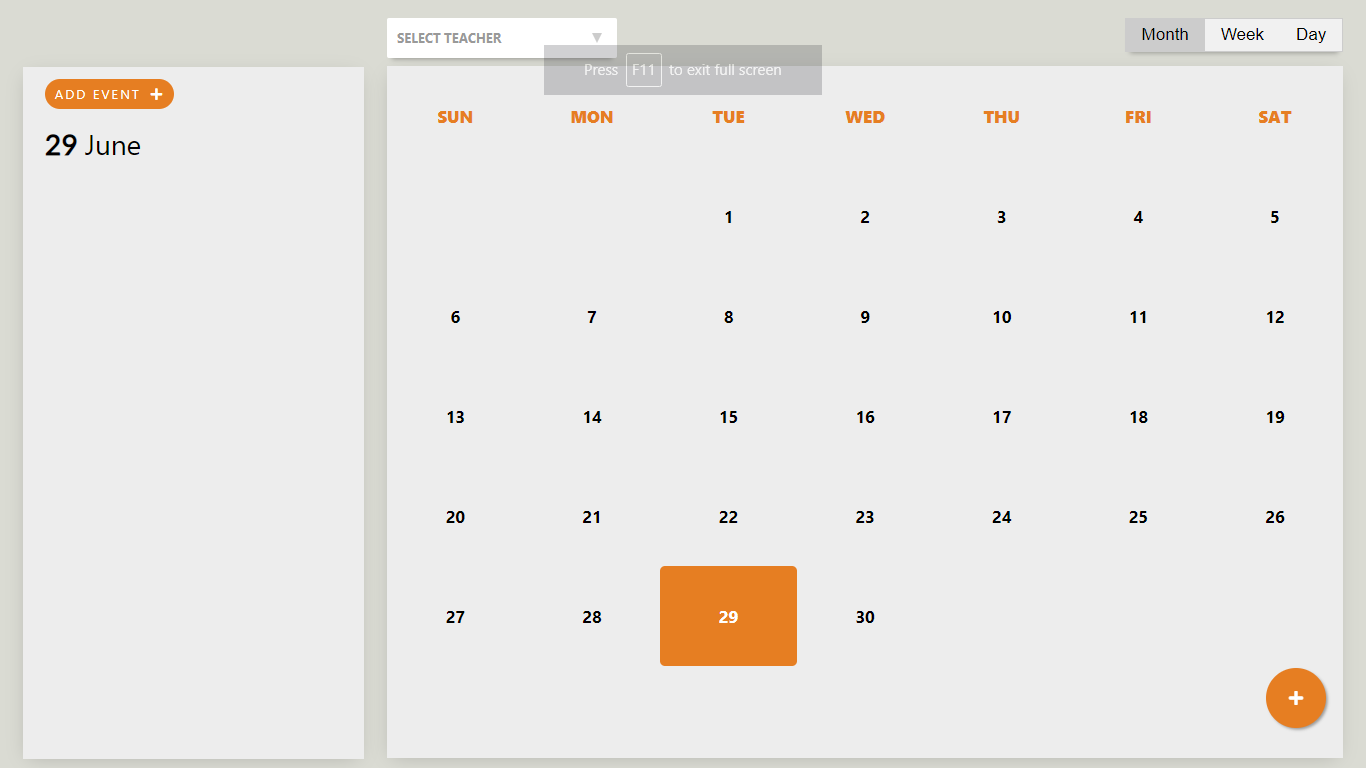 SELECT TEACHER ▼
Month Week Day
Press F11 to exit full screen
ADD EVENT +
29 June
SUN MON TUE WED THU FRI SAT
1 2 3 4 5
6 7 8 9 10 11 12
13 14 15 16 17 18 19
20 21 22 23 24 25 26
27 28 29 30
+